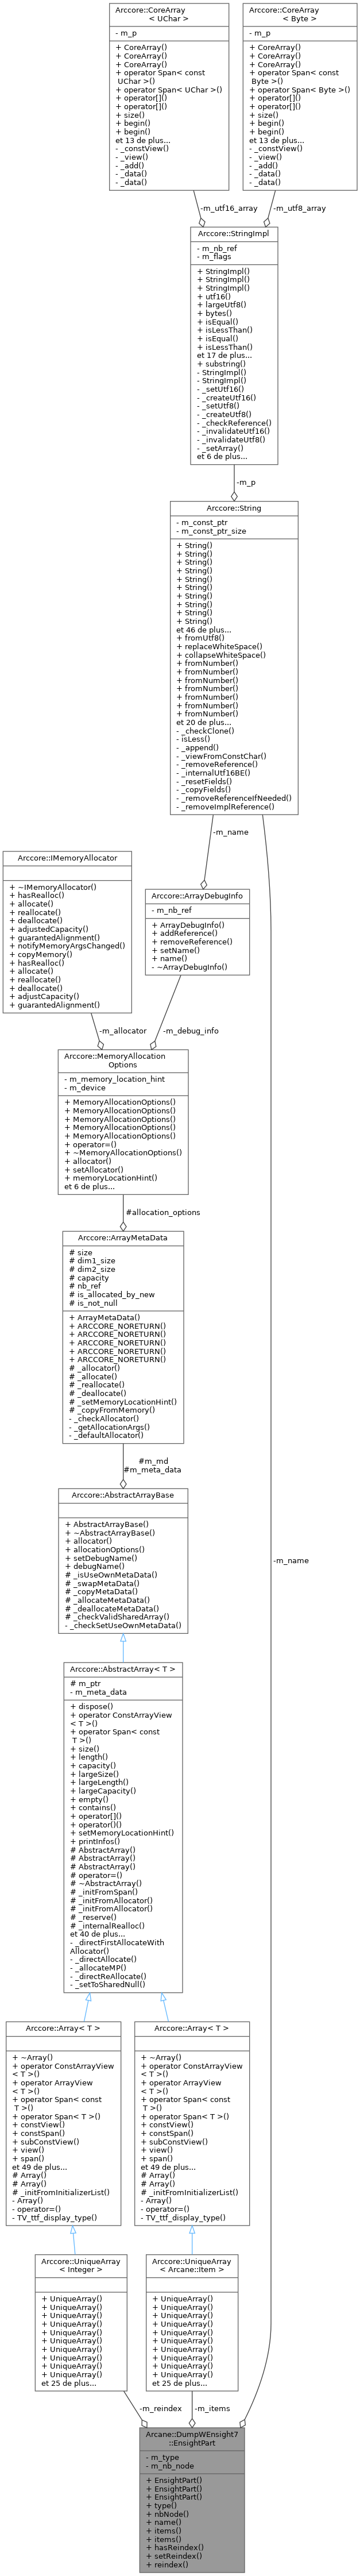 Arccore::CoreArray
< UChar >
- m_p
+ CoreArray()
+ CoreArray()
+ CoreArray()
+ operator Span< const
UChar >()
+ operator Span< UChar >()
+ operator[]()
+ operator[]()
+ size()
+ begin()
+ begin()
et 13 de plus...
- _constView()
- _view()
- _add()
- _data()
- _data()
Arccore::CoreArray
< Byte >
- m_p
+ CoreArray()
+ CoreArray()
+ CoreArray()
+ operator Span< const
Byte >()
+ operator Span< Byte >()
+ operator[]()
+ operator[]()
+ size()
+ begin()
+ begin()
et 13 de plus...
- _constView()
- _view()
- _add()
- _data()
- _data()
-m_utf16_array
-m_utf8_array
Arccore::StringImpl
- m_nb_ref
- m_flags
+ StringImpl()
+ StringImpl()
+ StringImpl()
+ utf16()
+ largeUtf8()
+ bytes()
+ isEqual()
+ isLessThan()
+ isEqual()
+ isLessThan()
et 17 de plus...
+ substring()
- StringImpl()
- StringImpl()
- _setUtf16()
- _createUtf16()
- _setUtf8()
- _createUtf8()
- _checkReference()
- _invalidateUtf16()
- _invalidateUtf8()
- _setArray()
et 6 de plus...
-m_p
Arccore::String
- m_const_ptr
- m_const_ptr_size
+ String()
+ String()
+ String()
+ String()
+ String()
+ String()
+ String()
+ String()
+ String()
+ String()
et 46 de plus...
+ fromUtf8()
+ replaceWhiteSpace()
+ collapseWhiteSpace()
+ fromNumber()
+ fromNumber()
+ fromNumber()
+ fromNumber()
+ fromNumber()
+ fromNumber()
+ fromNumber()
et 20 de plus...
- _checkClone()
- isLess()
- _append()
- _viewFromConstChar()
- _removeReference()
- _internalUtf16BE()
- _resetFields()
- _copyFields()
- _removeReferenceIfNeeded()
- _removeImplReference()
-m_name
Arccore::IMemoryAllocator
+ ~IMemoryAllocator()
+ hasRealloc()
+ allocate()
+ reallocate()
+ deallocate()
+ adjustedCapacity()
+ guarantedAlignment()
+ notifyMemoryArgsChanged()
+ copyMemory()
+ hasRealloc()
+ allocate()
+ reallocate()
+ deallocate()
+ adjustCapacity()
+ guarantedAlignment()
Arccore::ArrayDebugInfo
- m_nb_ref
+ ArrayDebugInfo()
+ addReference()
+ removeReference()
+ setName()
+ name()
- ~ArrayDebugInfo()
-m_allocator
-m_debug_info
Arccore::MemoryAllocation
Options
- m_memory_location_hint
- m_device
+ MemoryAllocationOptions()
+ MemoryAllocationOptions()
+ MemoryAllocationOptions()
+ MemoryAllocationOptions()
+ MemoryAllocationOptions()
+ operator=()
+ ~MemoryAllocationOptions()
+ allocator()
+ setAllocator()
+ memoryLocationHint()
et 6 de plus...
#allocation_options
Arccore::ArrayMetaData
# size
# dim1_size
# dim2_size
# capacity
# nb_ref
# is_allocated_by_new
# is_not_null
+ ArrayMetaData()
+ ARCCORE_NORETURN()
+ ARCCORE_NORETURN()
+ ARCCORE_NORETURN()
+ ARCCORE_NORETURN()
+ ARCCORE_NORETURN()
# _allocator()
# _allocate()
# _reallocate()
# _deallocate()
# _setMemoryLocationHint()
# _copyFromMemory()
- _checkAllocator()
- _getAllocationArgs()
- _defaultAllocator()
#m_md
#m_meta_data
Arccore::AbstractArrayBase
+ AbstractArrayBase()
+ ~AbstractArrayBase()
+ allocator()
+ allocationOptions()
+ setDebugName()
+ debugName()
# _isUseOwnMetaData()
# _swapMetaData()
# _copyMetaData()
# _allocateMetaData()
# _deallocateMetaData()
# _checkValidSharedArray()
- _checkSetUseOwnMetaData()
-m_name
Arccore::AbstractArray< T >
# m_ptr
- m_meta_data
+ dispose()
+ operator ConstArrayView
< T >()
+ operator Span< const
T >()
+ size()
+ length()
+ capacity()
+ largeSize()
+ largeLength()
+ largeCapacity()
+ empty()
+ contains()
+ operator[]()
+ operator()()
+ setMemoryLocationHint()
+ printInfos()
# AbstractArray()
# AbstractArray()
# AbstractArray()
# operator=()
# ~AbstractArray()
# _initFromSpan()
# _initFromAllocator()
# _initFromAllocator()
# _reserve()
# _internalRealloc()
et 40 de plus...
- _directFirstAllocateWith
Allocator()
- _directAllocate()
- _allocateMP()
- _directReAllocate()
- _setToSharedNull()
Arccore::Array< T >
+ ~Array()
+ operator ConstArrayView
< T >()
+ operator ArrayView
< T >()
+ operator Span< const
T >()
+ operator Span< T >()
+ constView()
+ constSpan()
+ subConstView()
+ view()
+ span()
et 49 de plus...
# Array()
# Array()
# _initFromInitializerList()
- Array()
- operator=()
- TV_ttf_display_type()
Arccore::Array< T >
+ ~Array()
+ operator ConstArrayView
< T >()
+ operator ArrayView
< T >()
+ operator Span< const
T >()
+ operator Span< T >()
+ constView()
+ constSpan()
+ subConstView()
+ view()
+ span()
et 49 de plus...
# Array()
# Array()
# _initFromInitializerList()
- Array()
- operator=()
- TV_ttf_display_type()
Arccore::UniqueArray
< Integer >
+ UniqueArray()
+ UniqueArray()
+ UniqueArray()
+ UniqueArray()
+ UniqueArray()
+ UniqueArray()
+ UniqueArray()
+ UniqueArray()
+ UniqueArray()
+ UniqueArray()
et 25 de plus...
Arccore::UniqueArray
< Arcane::Item >
+ UniqueArray()
+ UniqueArray()
+ UniqueArray()
+ UniqueArray()
+ UniqueArray()
+ UniqueArray()
+ UniqueArray()
+ UniqueArray()
+ UniqueArray()
+ UniqueArray()
et 25 de plus...
-m_reindex
-m_items
Arcane::DumpWEnsight7
::EnsightPart
- m_type
- m_nb_node
+ EnsightPart()
+ EnsightPart()
+ EnsightPart()
+ type()
+ nbNode()
+ name()
+ items()
+ items()
+ hasReindex()
+ setReindex()
+ reindex()